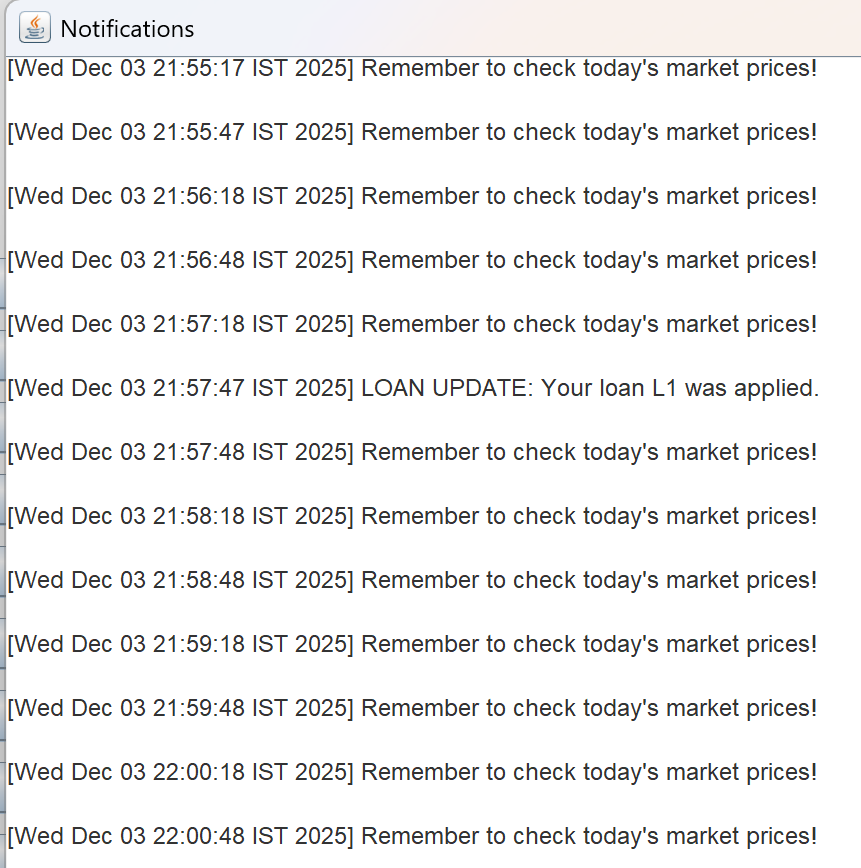 Notifications
[Wed Dec 03 21:55:17 IST 2025] Remember to check today's market prices!
[Wed Dec 03 21:55:47 IST 2025] Remember to check today's market prices!
[Wed Dec 03 21:56:18 IST 2025] Remember to check today's market prices!
[Wed Dec 03 21:56:48 IST 2025] Remember to check today's market prices!
[Wed Dec 03 21:57:18 IST 2025] Remember to check today's market prices!
[Wed Dec 03 21:57:47 IST 2025] LOAN UPDATE: Your loan L1 was applied.
[Wed Dec 03 21:57:48 IST 2025] Remember to check today's market prices!
[Wed Dec 03 21:58:18 IST 2025] Remember to check today's market prices!
[Wed Dec 03 21:58:48 IST 2025] Remember to check today's market prices!
[Wed Dec 03 21:59:18 IST 2025] Remember to check today's market prices!
[Wed Dec 03 21:59:48 IST 2025] Remember to check today's market prices!
[Wed Dec 03 22:00:18 IST 2025] Remember to check today's market prices!
[Wed Dec 03 22:00:48 IST 2025] Remember to check today's market prices!